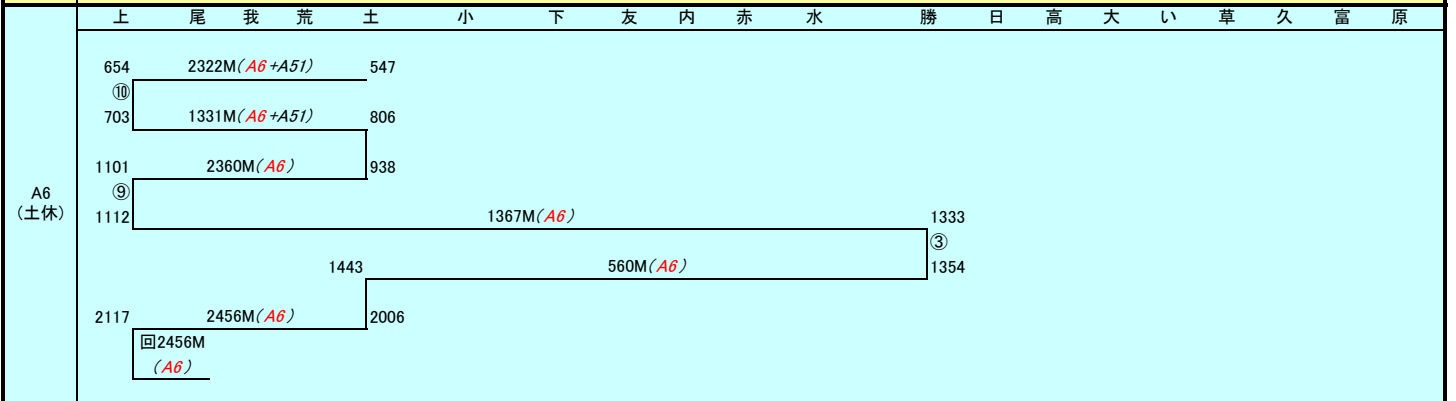 上 尾 我 荒 土 小 下 友 内 赤 水 勝 日 高 大 い 草 久 富 原
654 2322M(A6+A51) 547
⑩
703 1331M(A6+A51) 806
1101 2360M(A6) 938
A6
⑨
(土休)
1112 1367M(A6) 1333
③
1443 560M(A6) 1354
2117 2456M(A6) 2006
回2456M
(A6)